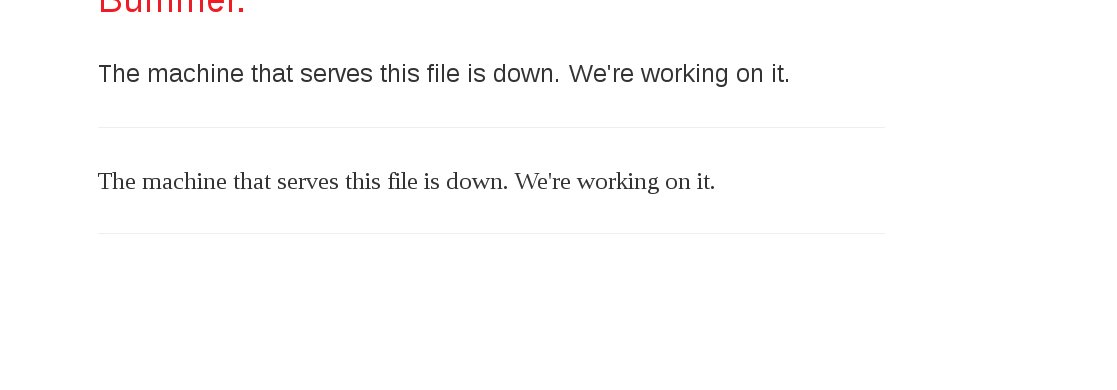 Bummer.
The machine that serves this file is down. We're working on it.
The machine that serves this file is down. We're working on it.